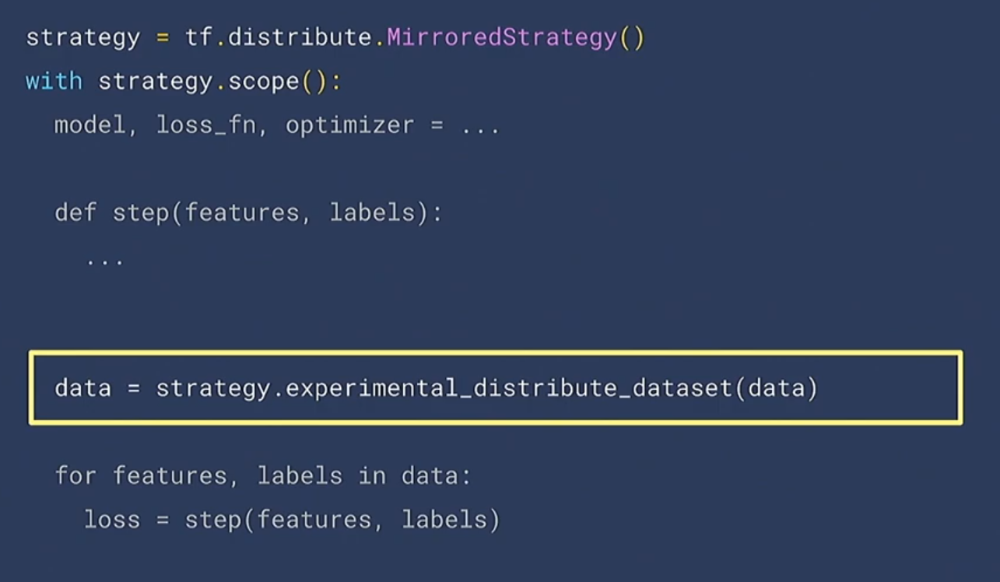 strategy = tf.distribute.MirroredStrategy()
with strategy.scope():
  model, loss_fn, optimizer = ...
  def step(features, labels):
    ...
  data = strategy.experimental_distribute_dataset(data)
  for features, labels in data:
    loss = step(features, labels)